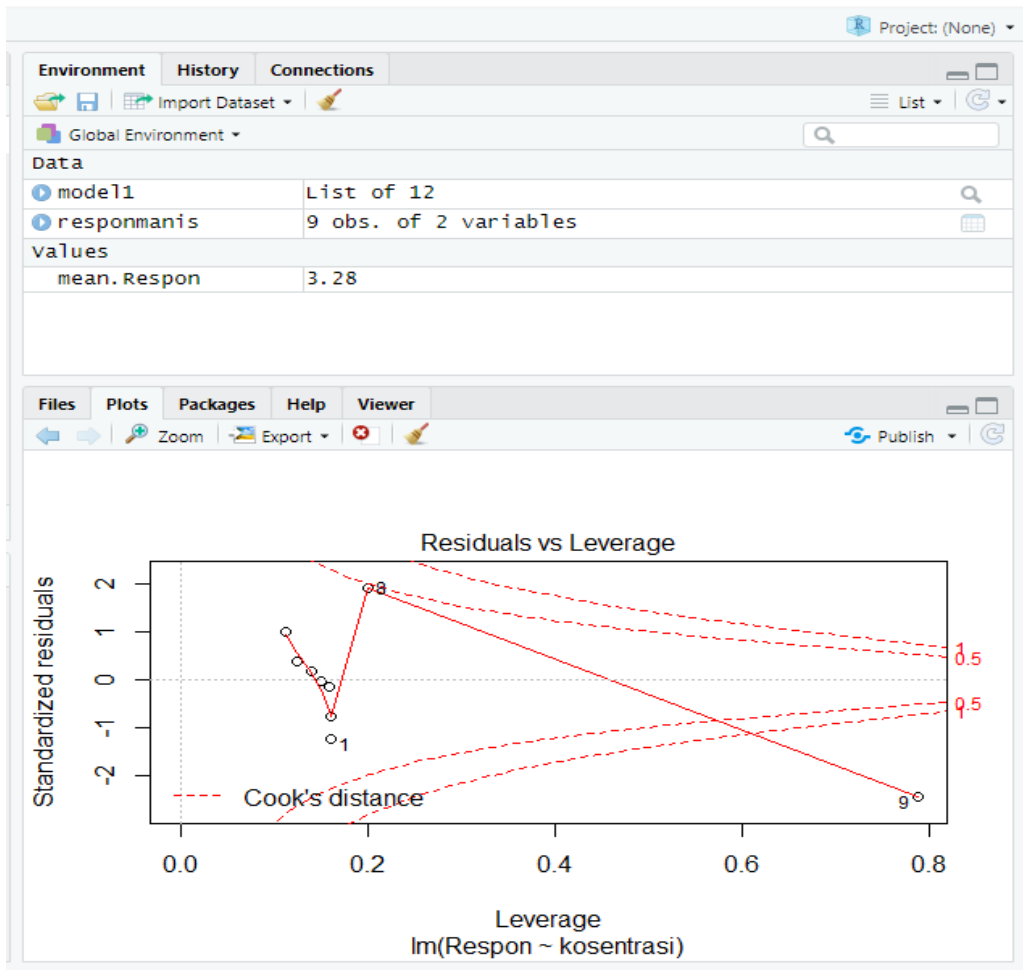 Project: (None)
Environment History Connections
Import Dataset List
Global Environment
Data
model1 List of 12
responmanis 9 obs. of 2 variables
Values
mean.Respon 3.28
Files Plots Packages Help Viewer
Zoom Export Publish
Residuals vs Leverage
Standardized residuals
2
1
0
-1
-2
8
1
9
1
0.5
0.5
1
Cook's distance
0.0 0.2 0.4 0.6 0.8
Leverage
lm(Respon ~ kosentrasi)